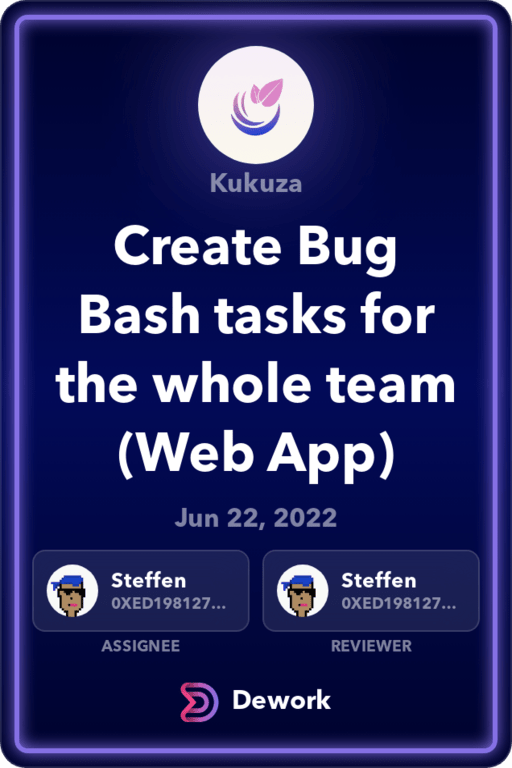 Kukuza
Create Bug
Bash tasks for
the whole team
(Web App)
Jun 22, 2022
Steffen
0XED198127...
ASSIGNEE
Steffen
0XED198127...
REVIEWER
Dework